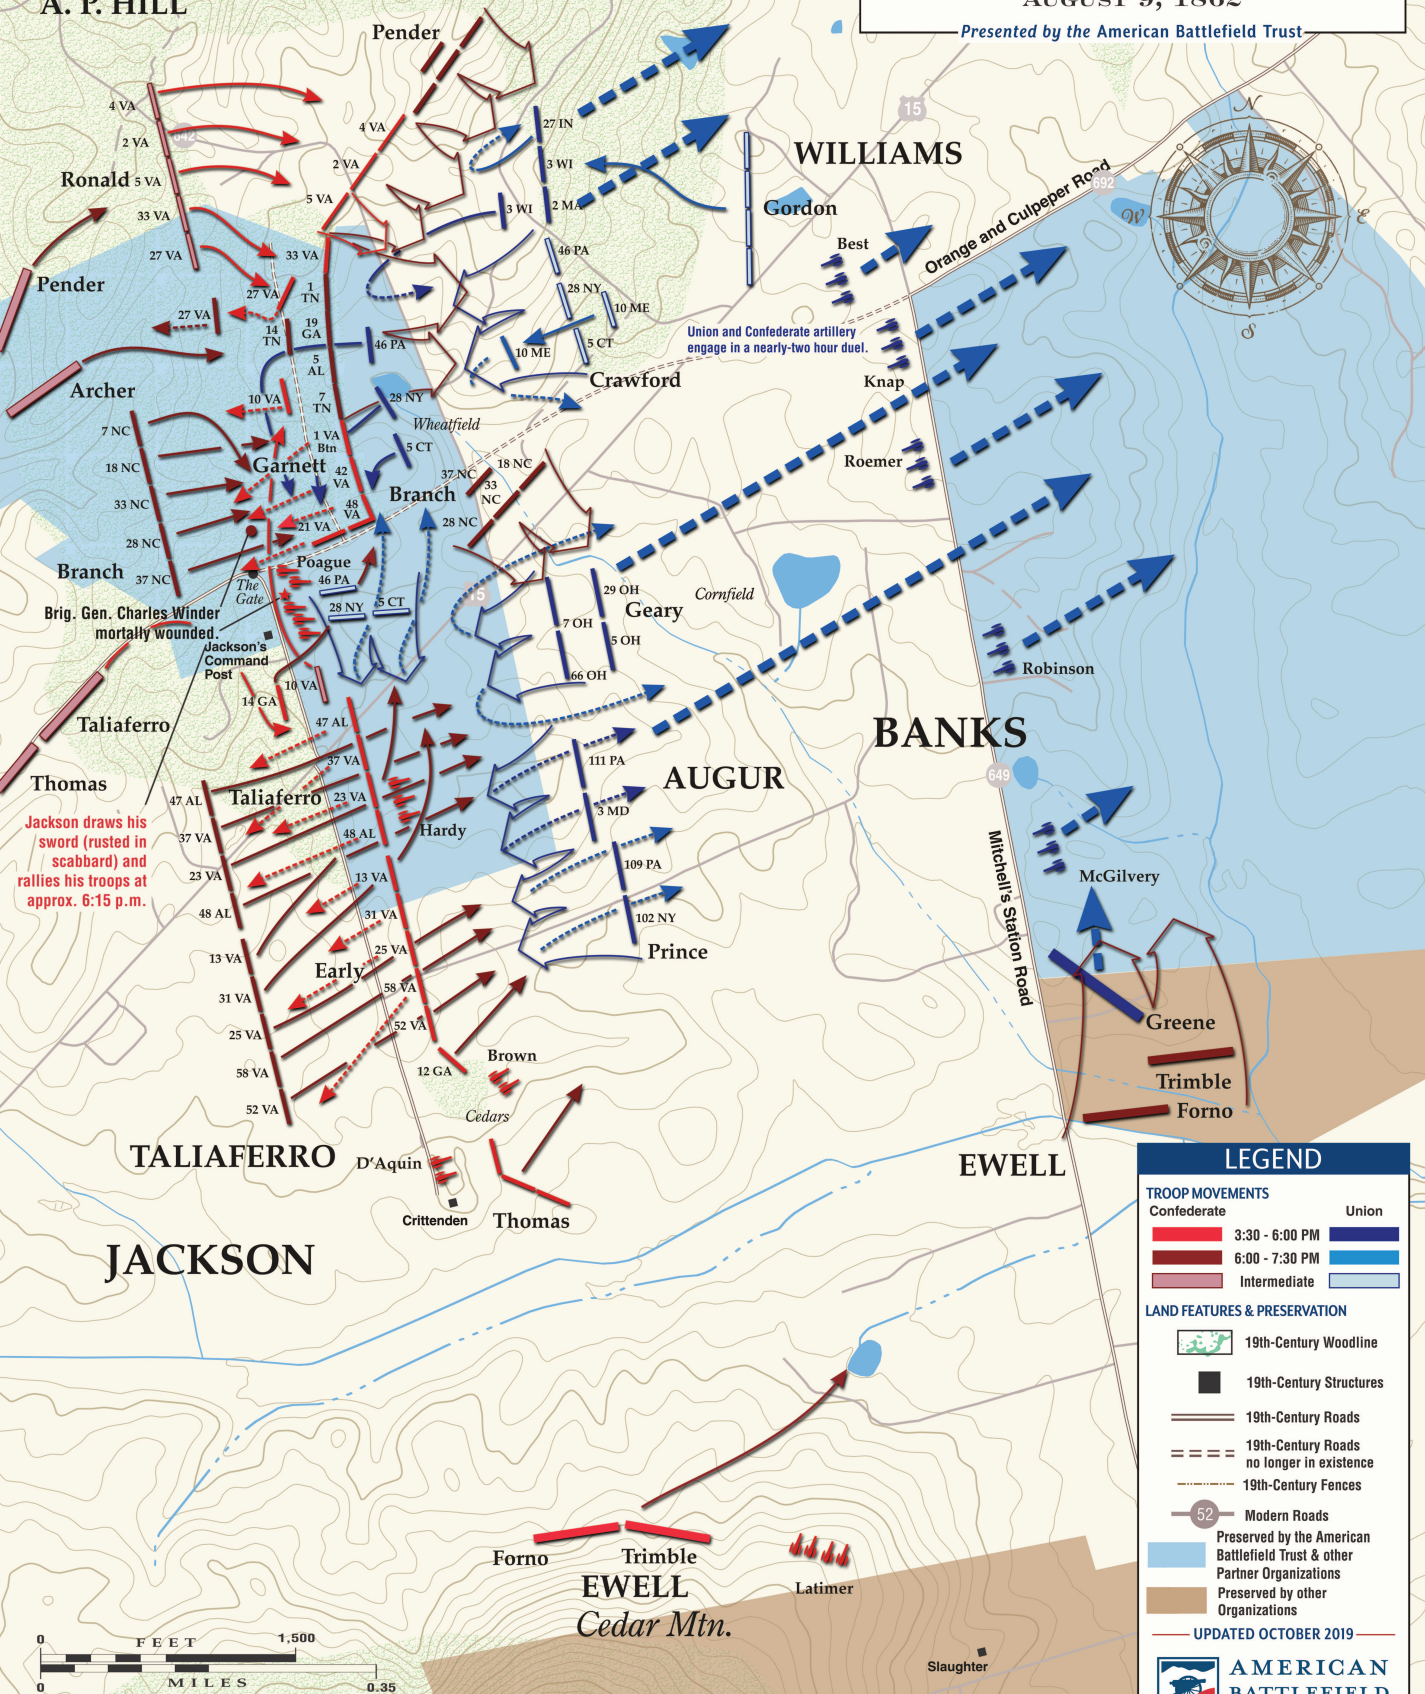 A. P. HILL
AUGUST 9, 1862
Presented by the American Battlefield Trust
Pender
4 VA
2 VA
Ronald
5 VA
33 VA
27 VA
642
4 VA
2 VA
5 VA
33 VA
27 VA
27 VA
Pender
Archer
1
TN
14
TN
19
GA
5
AL
7
TN
10 VA
1 VA
Btn
42
VA
48
VA
21 VA
Garnett
27 IN
3 WI
2 MA
3 WI
46 PA
28 NY
10 ME
5 CT
10 ME
Crawford
46 PA
28 NY
5 CT
Wheatfield
WILLIAMS
Gordon
15
Best
Orange and Culpeper Road
692
N
W
E
S
Union and Confederate artillery
engage in a nearly-two hour duel.
Knap
Roemer
7 NC
18 NC
33 NC
28 NC
37 NC
Branch
37 NC
18 NC
33
NC
28 NC
Branch
Poague
The
Gate
46 PA
28 NY
5 CT
15
Brig. Gen. Charles Winder
mortally wounded.
Jackson's
Command
Post
10 VA
14 GA
Taliaferro
Thomas
29 OH
Geary
7 OH
5 OH
66 OH
Cornfield
Robinson
BANKS
649
47 AL
37 VA
23 VA
48 AL
13 VA
31 VA
25 VA
58 VA
52 VA
12 GA
Taliaferro
Hardy
Early
47 AL
37 VA
23 VA
48 AL
13 VA
31 VA
25 VA
58 VA
52 VA
Jackson draws his
sword (rusted in
scabbard) and
rallies his troops at
approx. 6:15 p.m.
111 PA
AUGUR
3 MD
109 PA
102 NY
Prince
Mitchell's Station Road
McGilvery
Greene
Trimble
Forno
Brown
Cedars
TALIAFERRO
D'Aquin
Crittenden
Thomas
EWELL
JACKSON
Forno
Trimble
EWELL
Cedar Mtn.
Latimer
Slaughter
0
FEET
1,500
0
MILES
0.35
LEGEND
TROOP MOVEMENTS
Confederate
Union
3:30 - 6:00 PM
6:00 - 7:30 PM
Intermediate
LAND FEATURES & PRESERVATION
19th-Century Woodline
19th-Century Structures
19th-Century Roads
19th-Century Roads
no longer in existence
19th-Century Fences
52
Modern Roads
Preserved by the American
Battlefield Trust & other
Partner Organizations
Preserved by other
Organizations
UPDATED OCTOBER 2019
AMERICAN
BATTLEFIELD